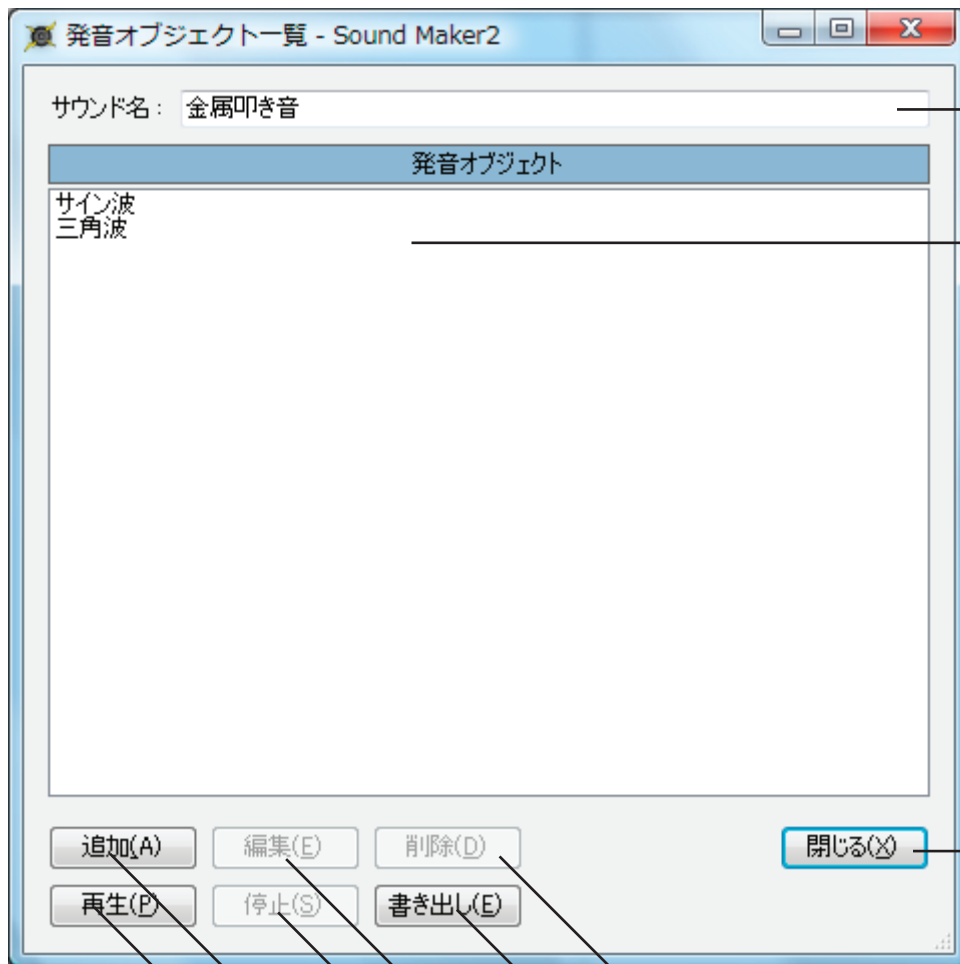 発音オブジェクト一覧 - Sound Maker2
サウンド名： 金属叩き音
発音オブジェクト
サイン波
三角波
追加(A) 編集(E) 削除(D) 閉じる(X)
再生(P) 停止(S) 書き出し(E)